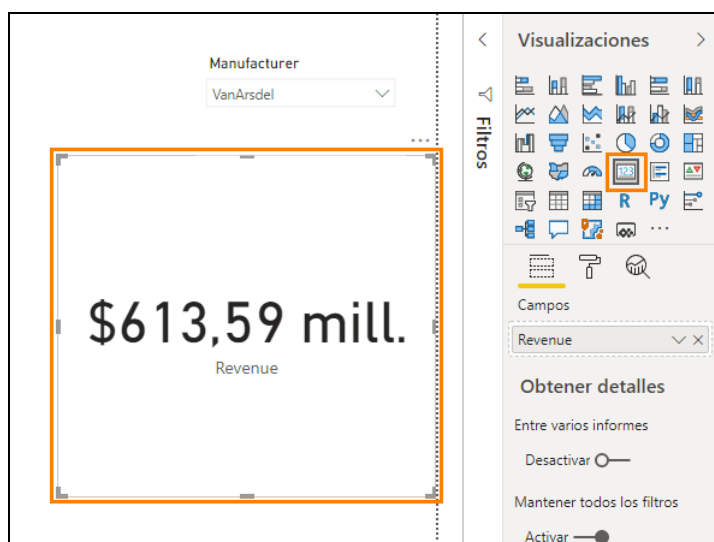 Manufacturer
VanArsdel
$613,59 mill.
Revenue
Filtros
Visualizaciones
123
R Py
Campos
Revenue
Obtener detalles
Entre varios informes
Desactivar
Mantener todos los filtros
Activar